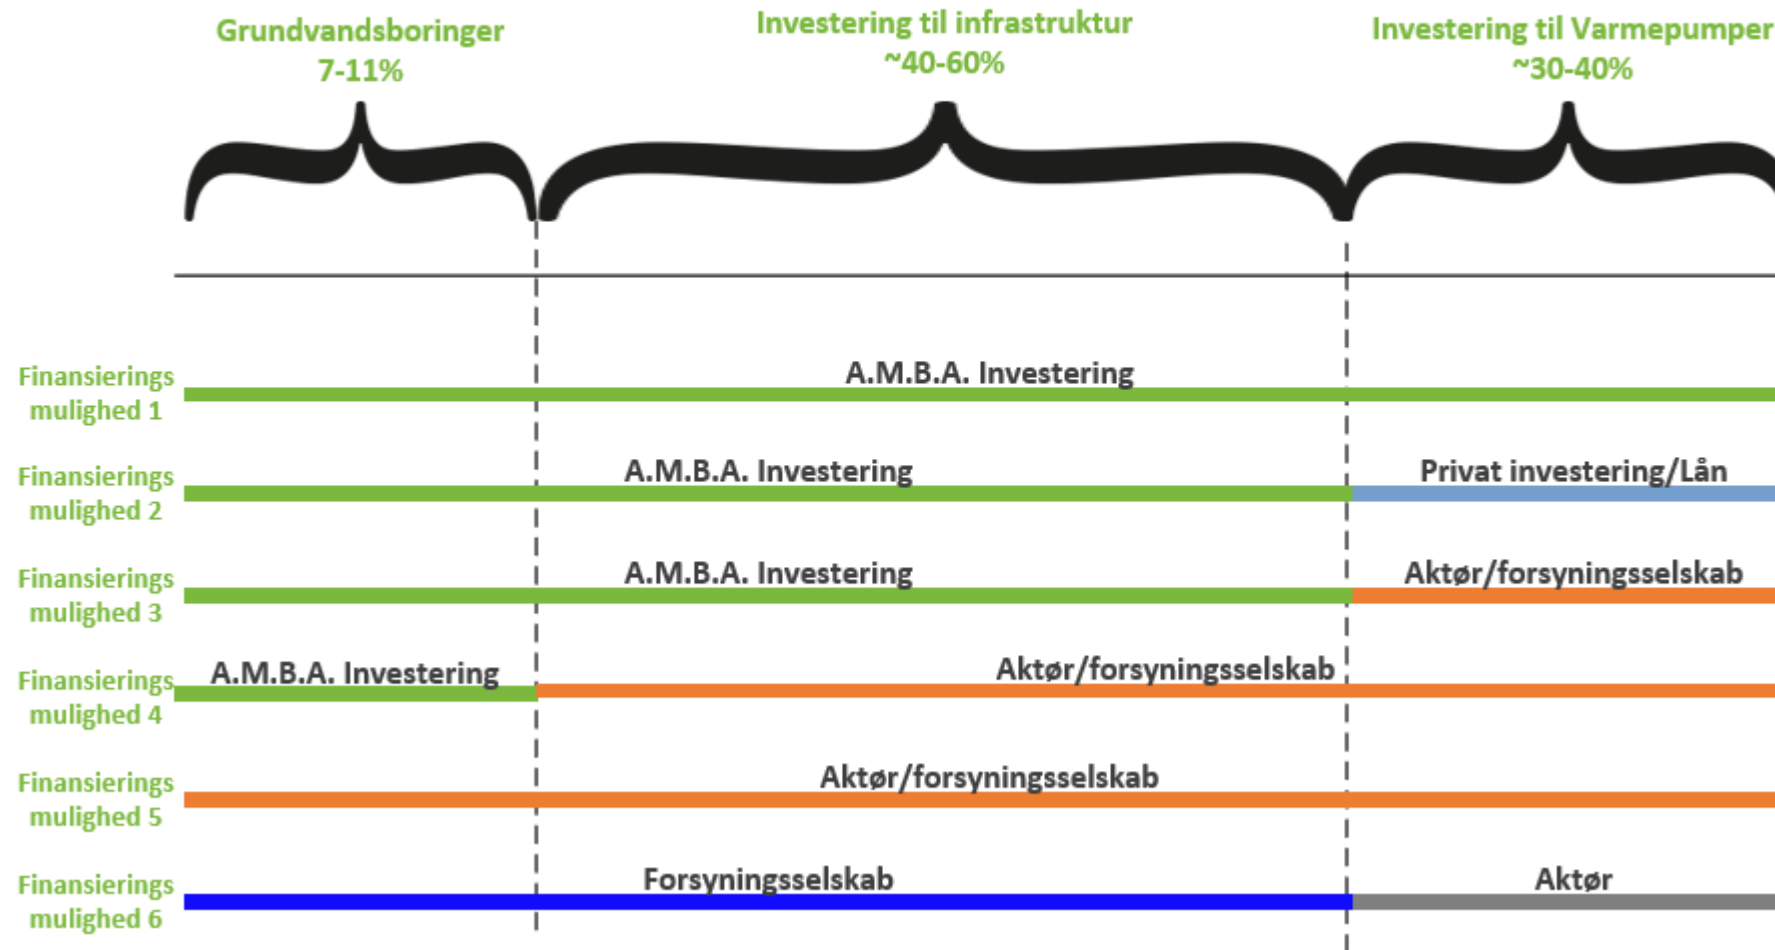 Grundvandsboringer
7-11%
Investering til infrastruktur
~40-60%
Investering til Varmepumper
~30-40%
Finansierings
mulighed 1
A.M.B.A. Investering
Finansierings
mulighed 2
A.M.B.A. Investering
Privat investering/Lån
Finansierings
mulighed 3
A.M.B.A. Investering
Aktør/forsyningsselskab
Finansierings
mulighed 4
A.M.B.A. Investering
Aktør/forsyningsselskab
Finansierings
mulighed 5
Aktør/forsyningsselskab
Finansierings
mulighed 6
Forsyningsselskab
Aktør